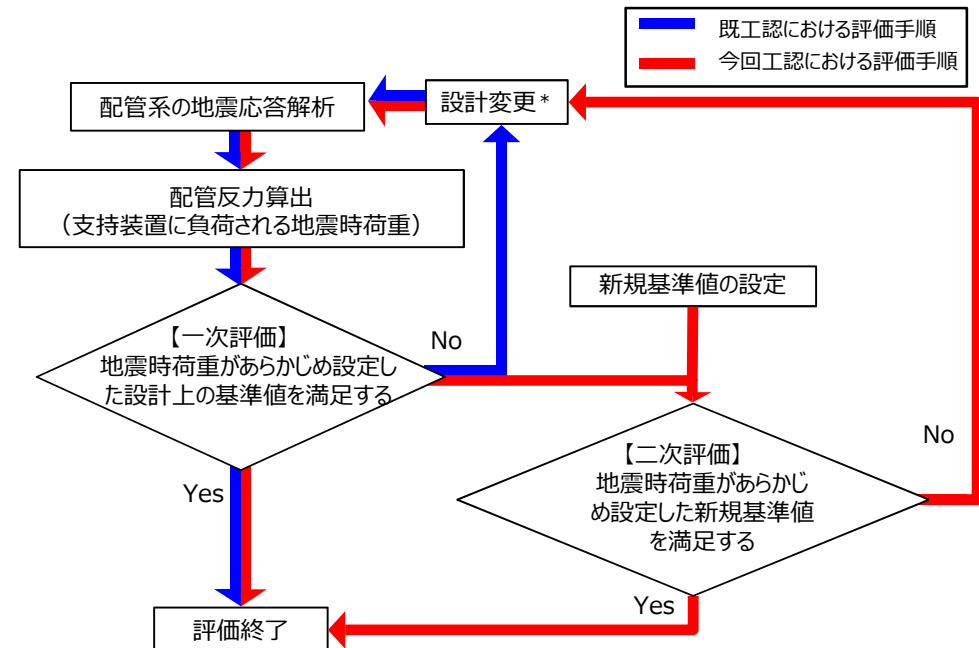 既工認における評価手順
今回工認における評価手順
配管系の地震応答解析
設計変更*
配管反力算出
(支持装置に負荷される地震時荷重)
新規基準値の設定
【一次評価】
地震時荷重があらかじめ設定し
た設計上の基準値を満足する
No
【二次評価】
地震時荷重があらかじ
め設定した新規基準値
を満足する
No
Yes
Yes
評価終了